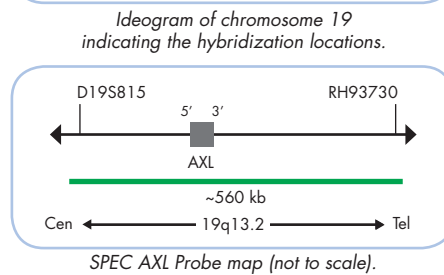 Ideogram of chromosome 19
indicating the hybridization locations.
D19S815 RH93730
5’ 3’
AXL
~560 kb
Cen 19q13.2 Tel
SPEC AXL Probe map (not to scale).